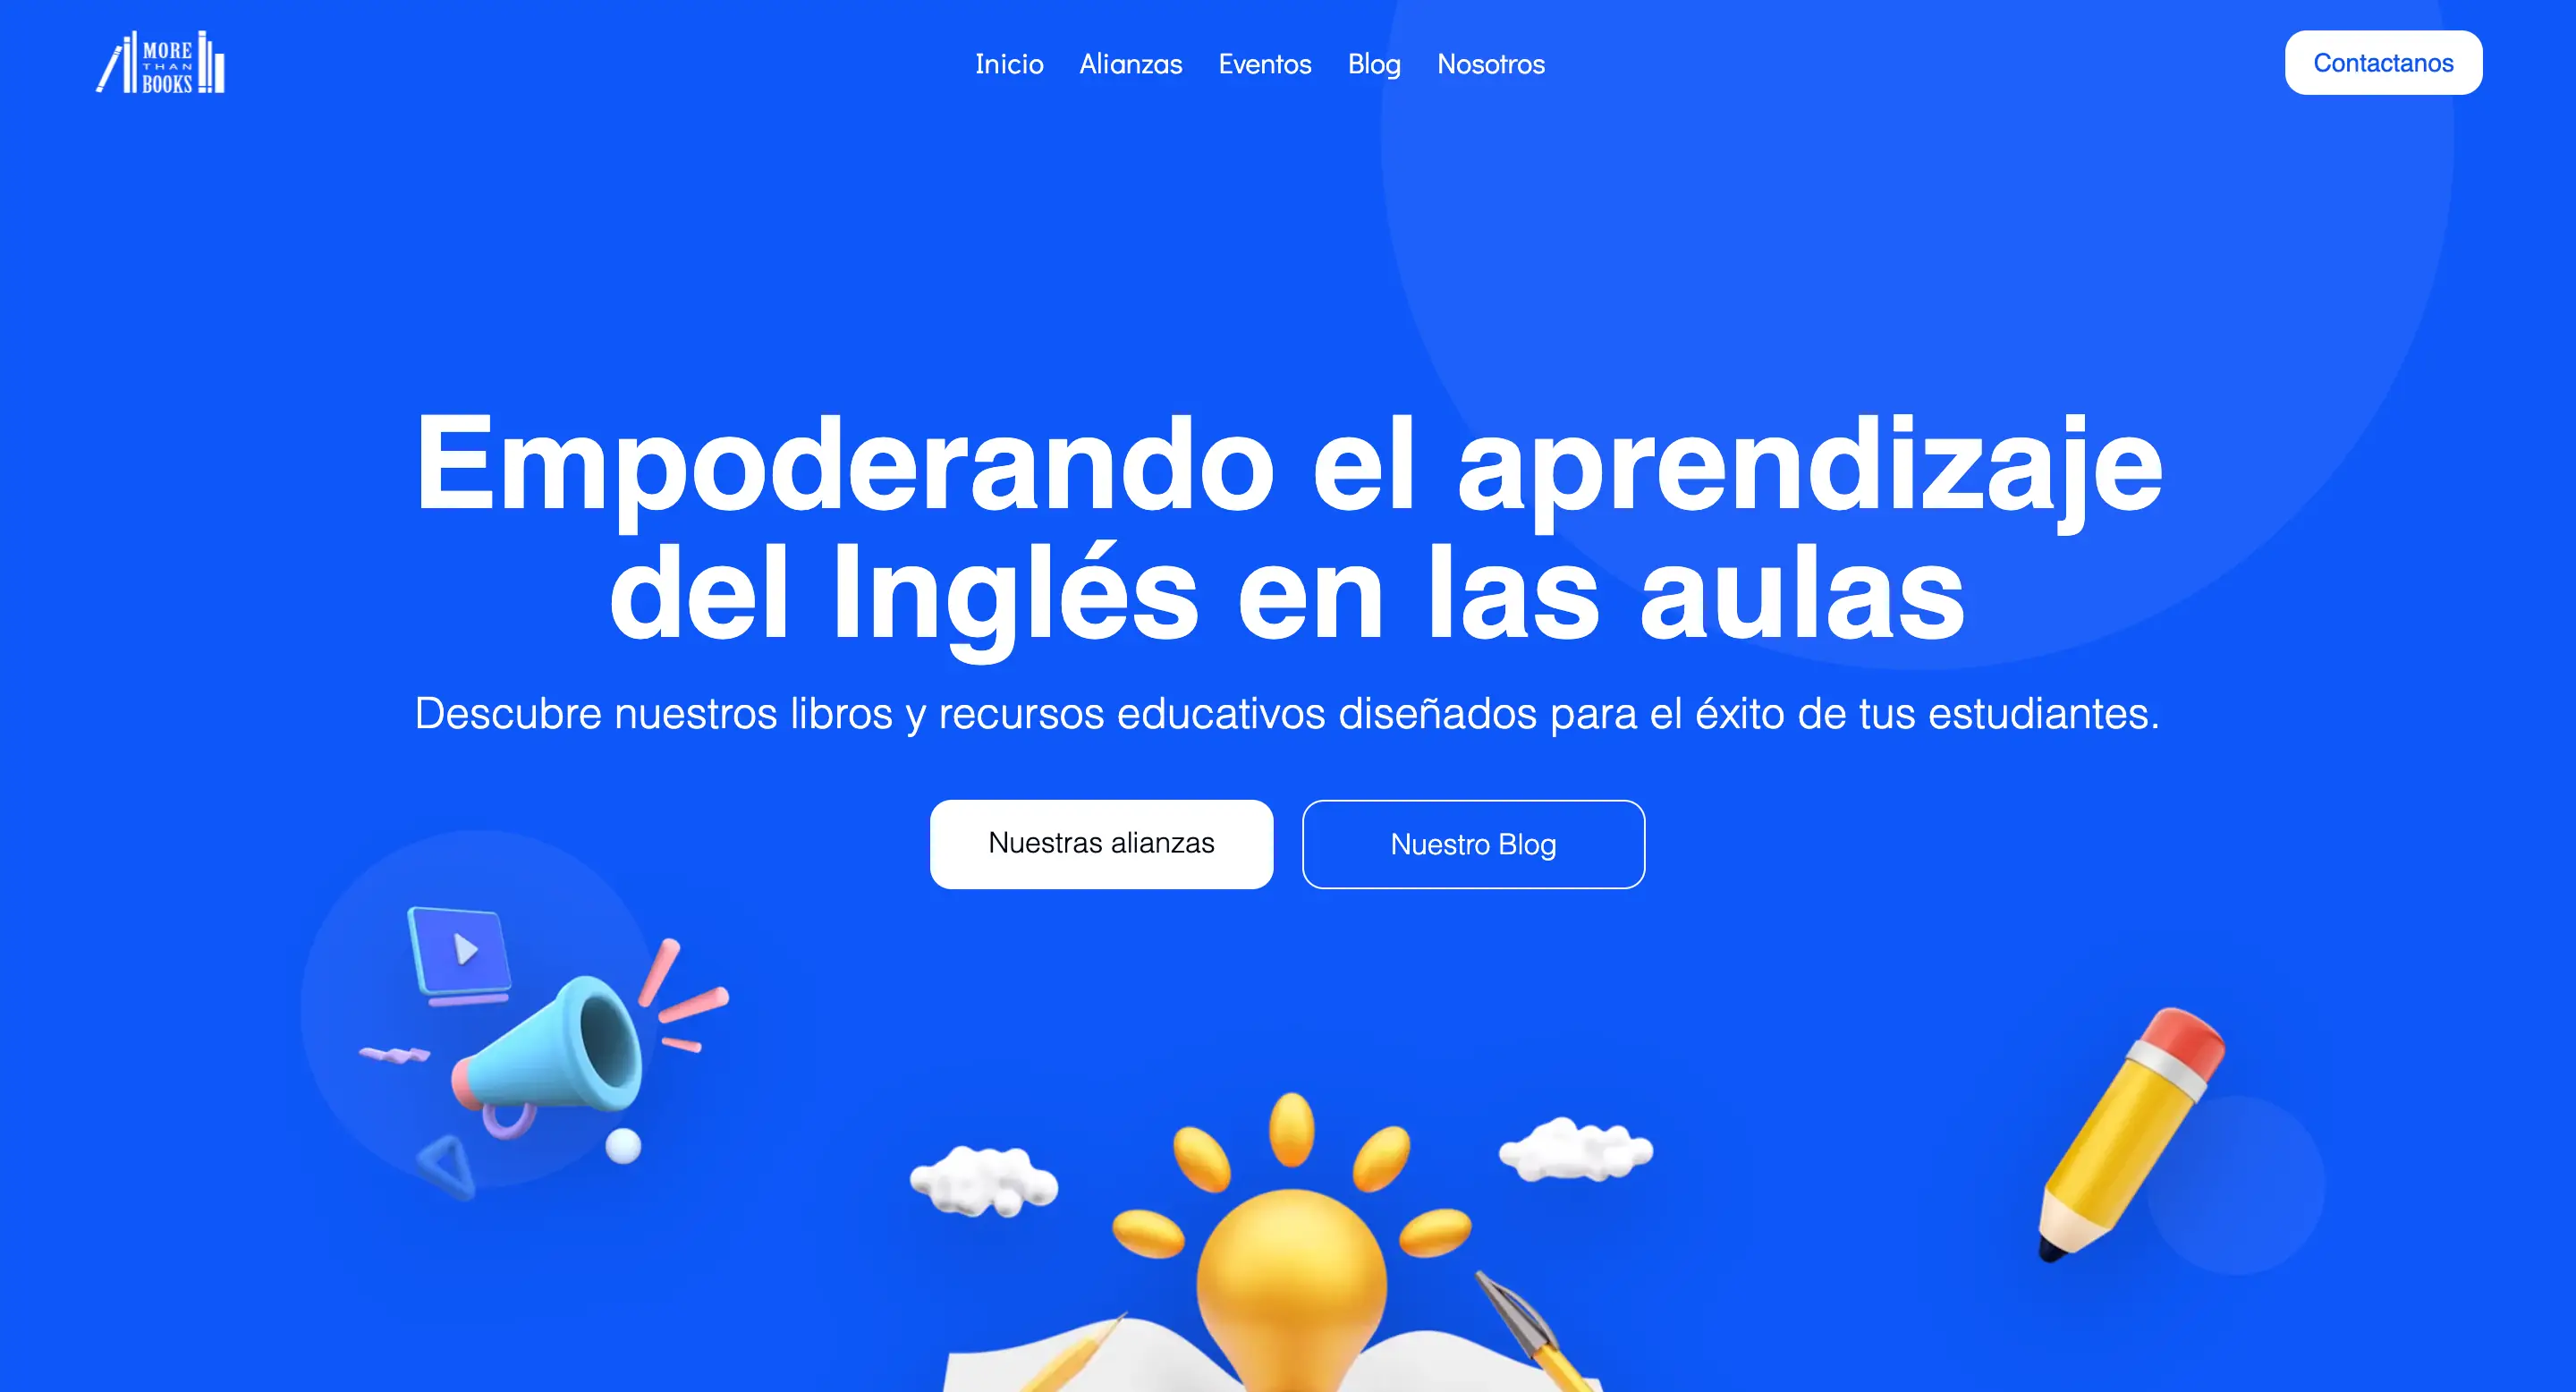 MORE
THAN
BOOKS
Inicio
Alianzas
Eventos
Blog
Nosotros
Contactanos
Empoderando el aprendizaje
del Inglés en las aulas
Descubre nuestros libros y recursos educativos diseñados para el éxito de tus estudiantes.
Nuestras alianzas
Nuestro Blog